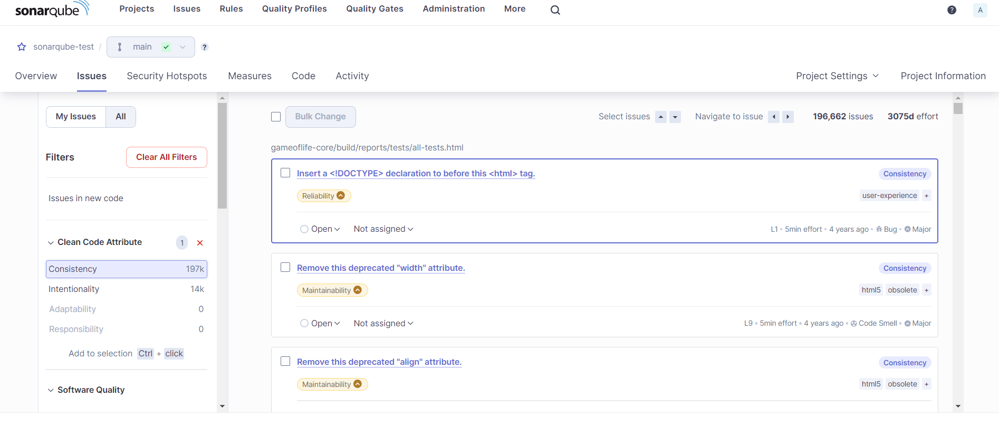 sonarqube
Projects Issues Rules Quality Profiles Quality Gates Administration More ? A
sonarqube-test / main ?
Overview Issues Security Hotspots Measures Code Activity Project Settings Project Information
My Issues All
Filters Clear All Filters
Issues in new code
Clean Code Attribute 1
Consistency 197k
Intentionality 14k
Adaptability 0
Responsibility 0
Add to selection Ctrl + click
Software Quality
Bulk Change Select issues Navigate to issue 196,662 issues 3075d effort
gameoflife-core/build/reports/tests/all-tests.html
Insert a <!DOCTYPE> declaration to before this <html> tag. Consistency
Reliability user-experience +
Open Not assigned L1 • 5min effort • 4 years ago • Bug • Major
Remove this deprecated "width" attribute. Consistency
Maintainability html5 obsolete +
Open Not assigned L9 • 5min effort • 4 years ago • Code Smell • Major
Remove this deprecated "align" attribute. Consistency
Maintainability html5 obsolete +